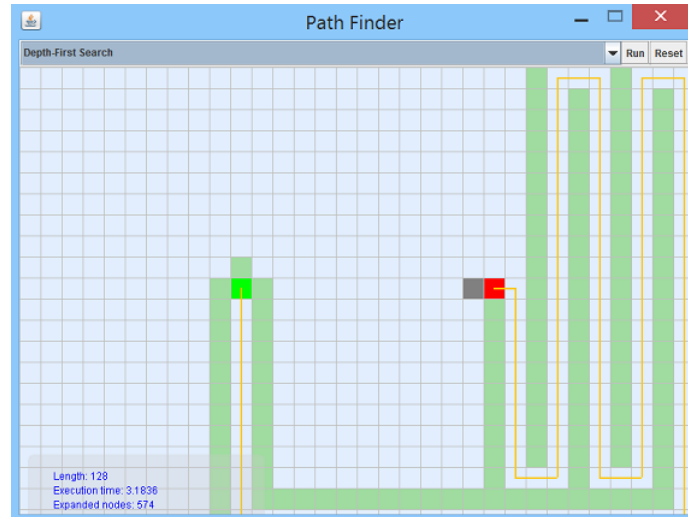 Path Finder
Depth-First Search
Run
Reset
Length: 128
Execution time: 3.1836
Expanded nodes: 574